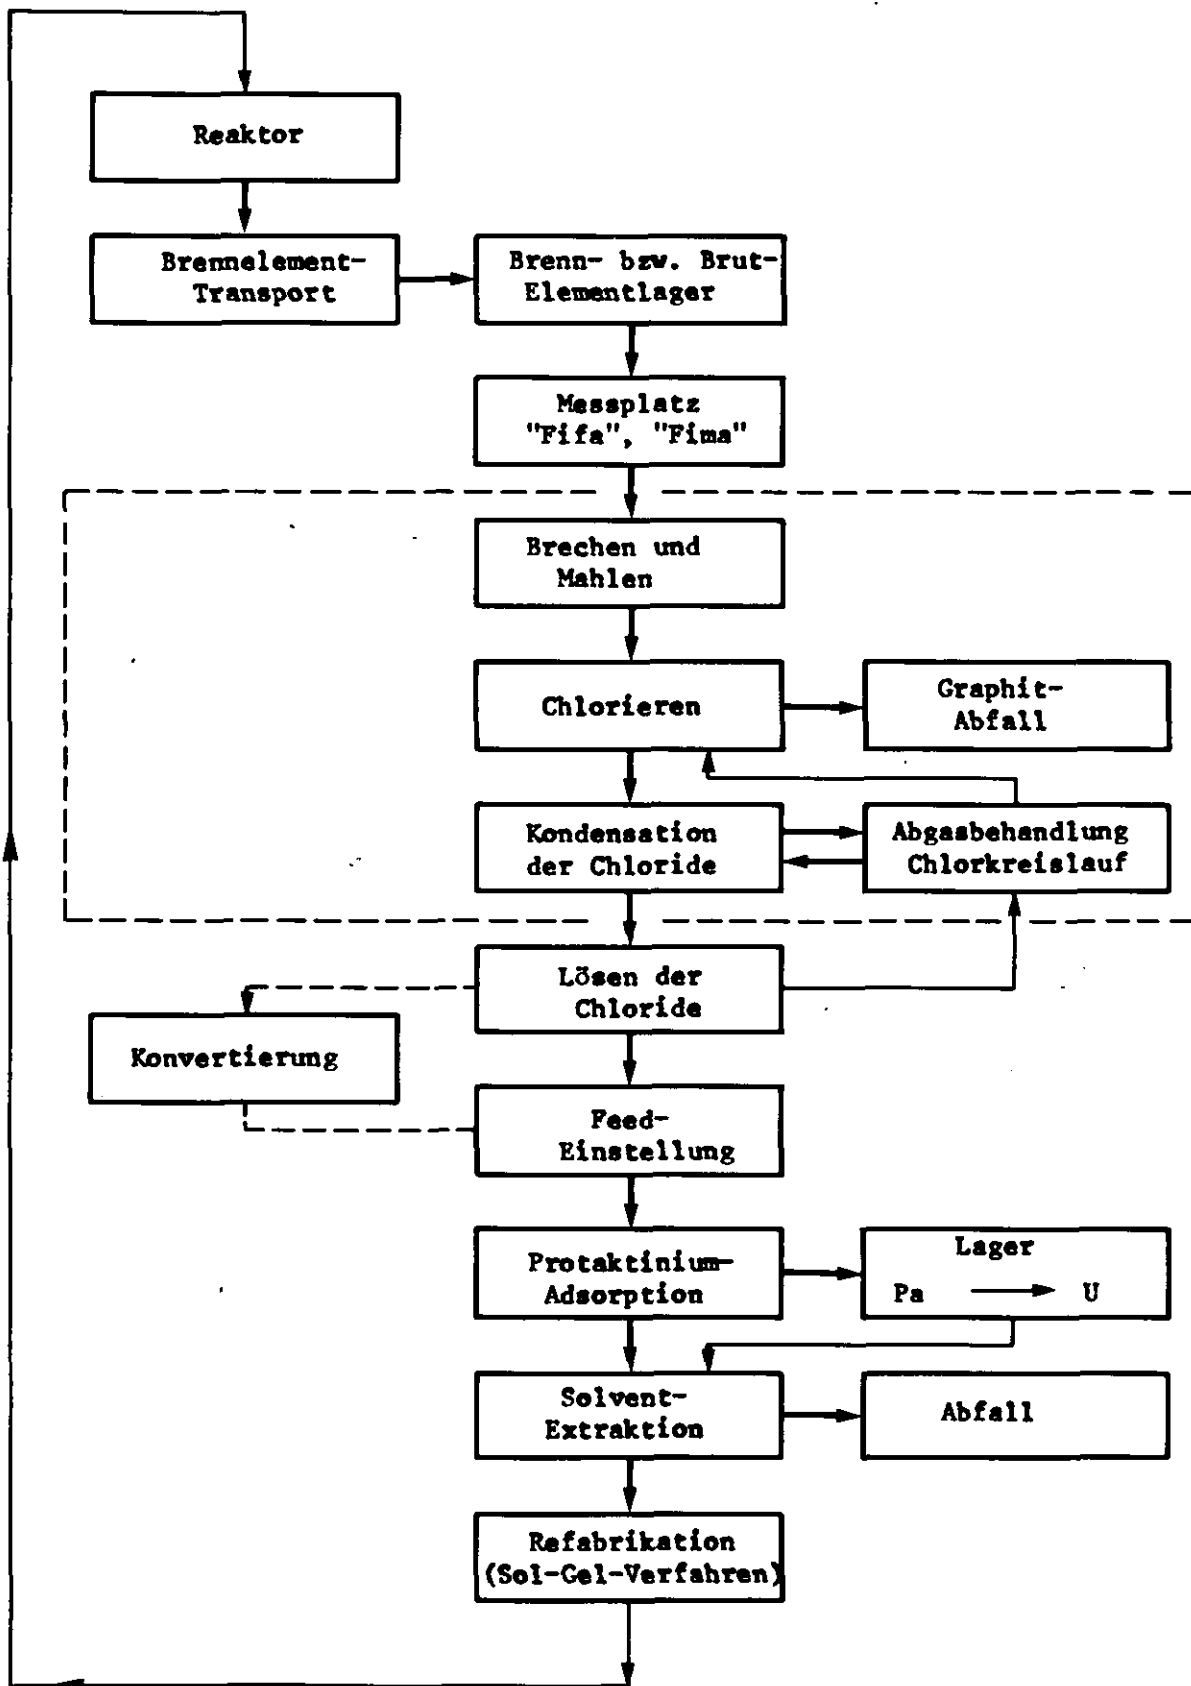 Reaktor
Brennelement-
Transport
Brenn- bzw. Brut-
Elementlager
Messplatz
"Fifa", "Fima"
Brechen und
Mahlen
Chlorieren
Graphit-
Abfall
Kondensation
der Chloride
Abgasbehandlung
Chlorkreislauf
Lösen der
Chloride
Konvertierung
Feed-
Einstellung
Protaktinium-
Adsorption
Lager
Pa → U
Solvent-
Extraktion
Abfall
Refabrikation
(Sol-Gel-Verfahren)